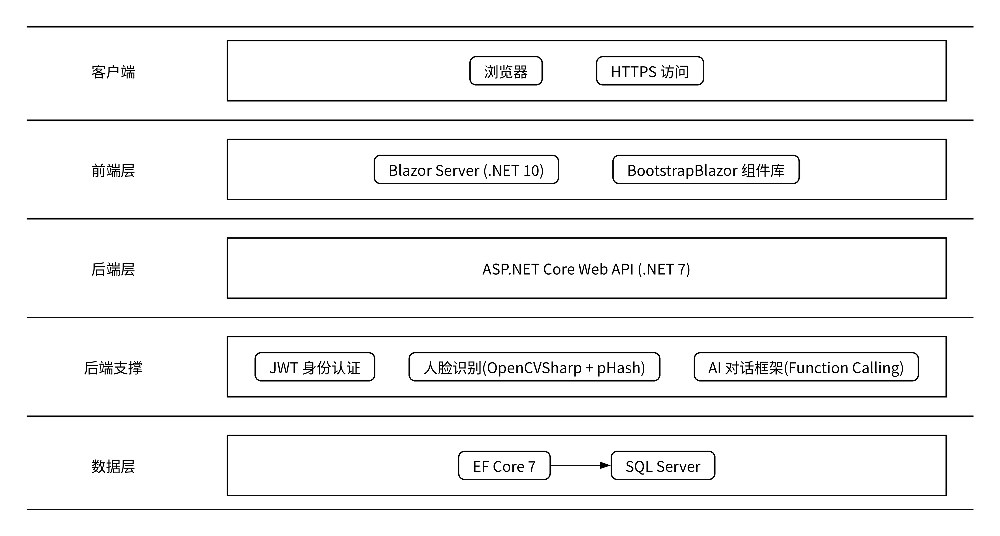 客户端
浏览器
HTTPS 访问
前端层
Blazor Server (.NET 10)
BootstrapBlazor 组件库
后端层
ASP.NET Core Web API (.NET 7)
后端支撑
JWT 身份认证
人脸识别(OpenCVSharp + pHash)
AI 对话框架(Function Calling)
数据层
EF Core 7
SQL Server